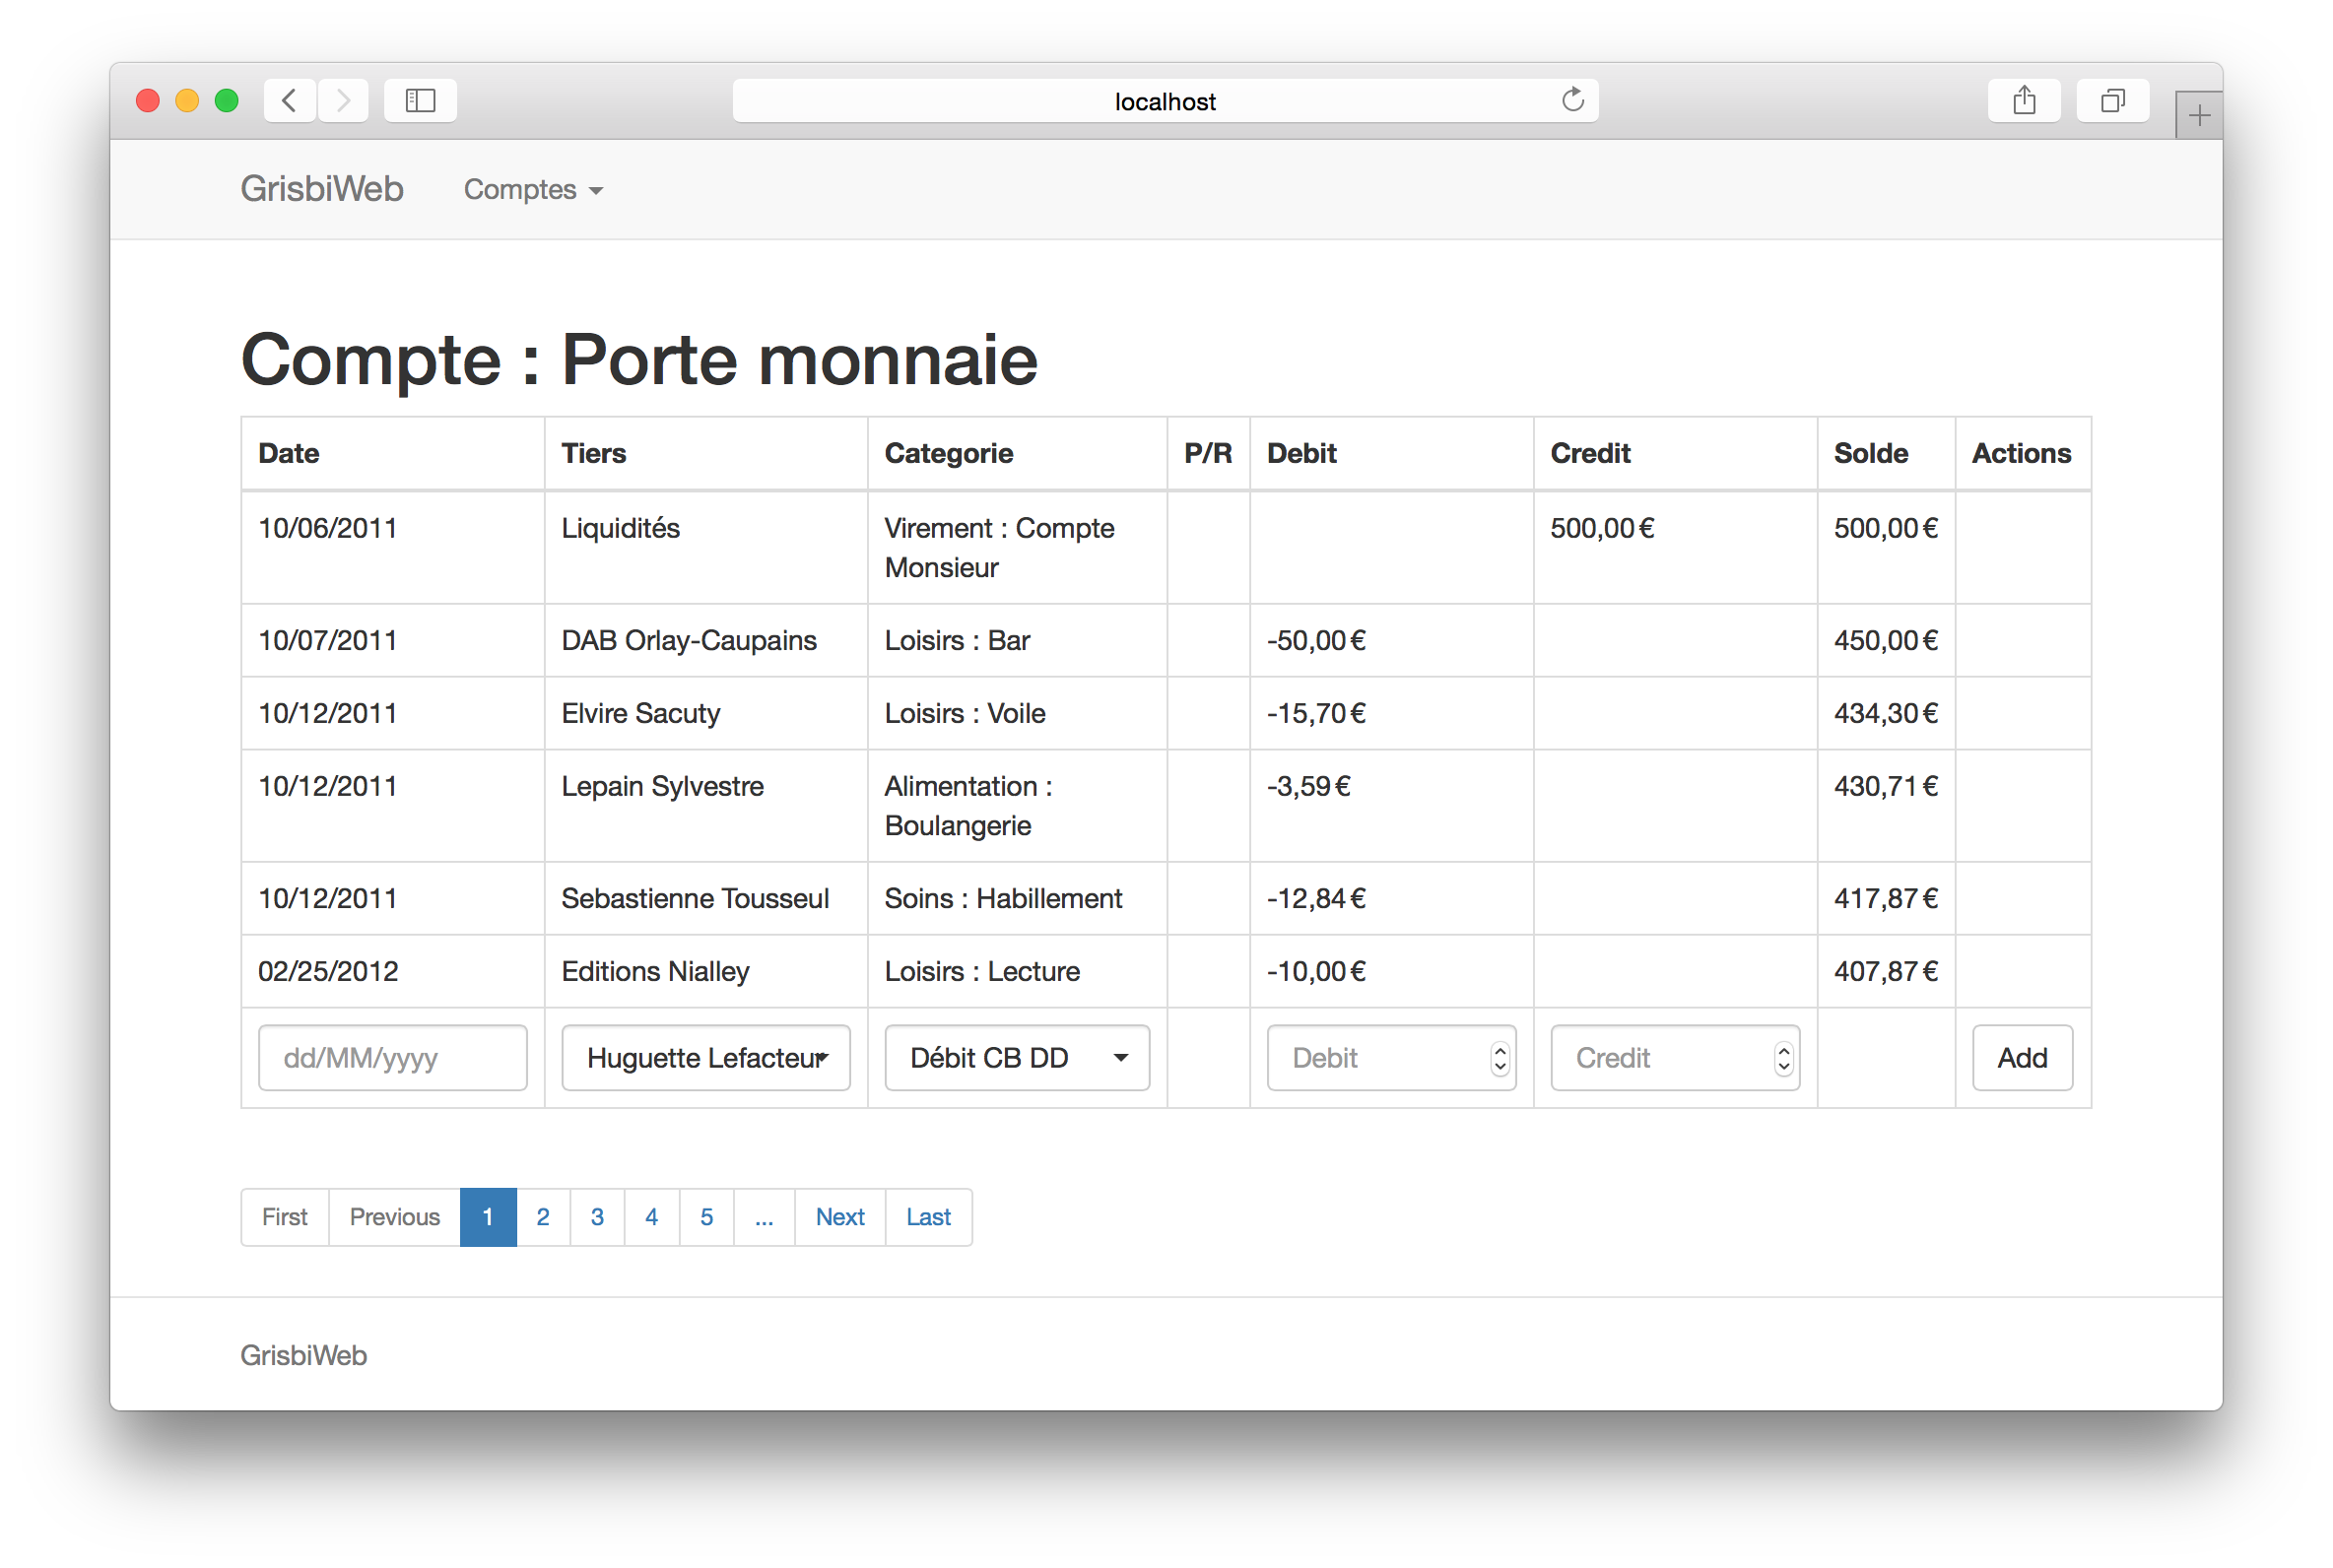 localhost
GrisbiWeb Comptes
Compte : Porte monnaie
Date Tiers Categorie P/R Debit Credit Solde Actions
10/06/2011 Liquidités Virement : Compte 500,00 € 500,00 €
Monsieur
10/07/2011 DAB Orlay-Caupains Loisirs : Bar -50,00 € 450,00 €
10/12/2011 Elvire Sacuty Loisirs : Voile -15,70 € 434,30 €
10/12/2011 Lepain Sylvestre Alimentation : -3,59 € 430,71 €
Boulangerie
10/12/2011 Sebastienne Tousseul Soins : Habillement -12,84 € 417,87 €
02/25/2012 Editions Nialley Loisirs : Lecture -10,00 € 407,87 €
dd/MM/yyyy Huguette Lefacteur Débit CB DD Debit Credit Add
First Previous 1 2 3 4 5 ... Next Last
GrisbiWeb